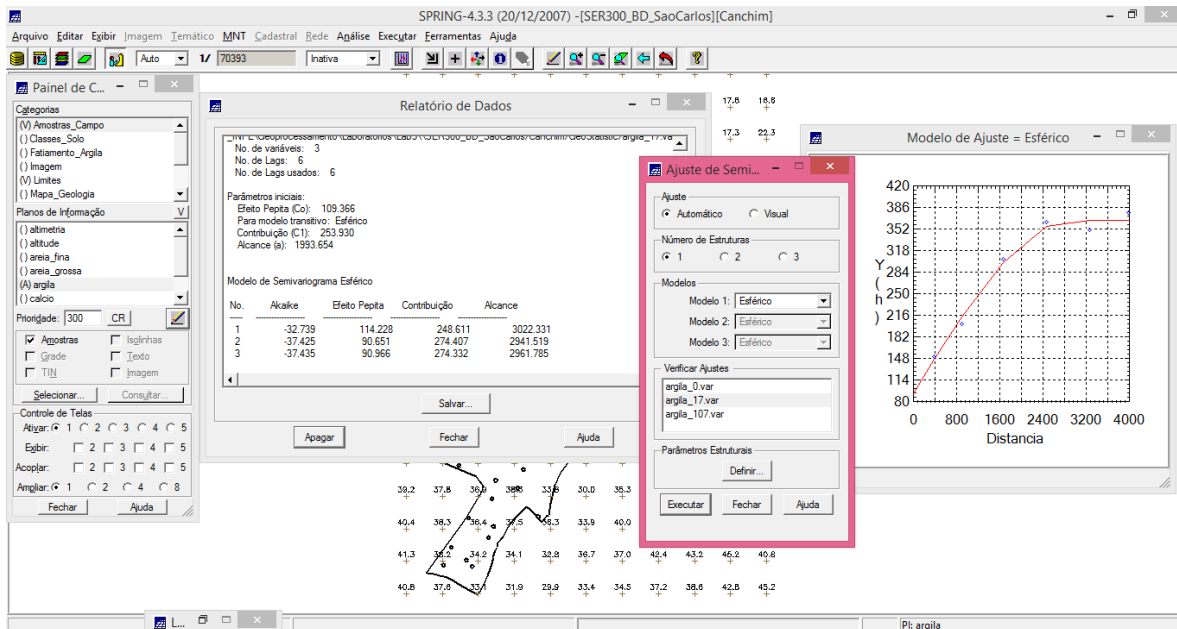 SPRING-4.3.3 (20/12/2007) -[SER300_BD_SaoCarlos][Canchim]
Arquivo Editar Exibir Imagem Temático MNT Cadastral Rede Análise Executar Ferramentas Ajuda
Auto 1/ 70393 Inativa
Painel de C...
Categorias
(V) Amostras_Campo
() Classes_Solo
() Fatiamento_Argila
() Imagem
(V) Limites
() Mapa_Geologia
Planos de Informação V
() altimetria
() altitude
() areia_fina
() areia_grossa
(A) argila
() calcio
Prioridade: 300 CR
Amostras Isolinhas
Grade Texto
TIN Imagem
Selecionar... Consultar...
Controle de Telas
Ativar: 1 2 3 4 5
Exibir: 2 3 4 5
Acoplar: 2 3 4 5
Ampliar: 1 2 4 8
Fechar Ajuda
Relatório de Dados
No. de variáveis: 3
No. de Lags: 6
No. de Lags usados: 6
Parâmetros iniciais:
Efeito Pepita (Co): 109.366
Para modelo transitivo: Esférico
Contribuição (C1): 253.930
Alcance (a): 1993.654
Modelo de Semivariograma Esférico
No. Akaike Efeito Pepita Contribuição Alcance
1 -32.739 114.228 248.611 3022.331
2 -37.425 90.651 274.407 2941.519
3 -37.435 90.966 274.332 2961.785
Salvar...
Apagar Fechar Ajuda
17.3 22.3
Ajuste de Semi...
Ajuste
Automático Visual
Número de Estruturas
1 2 3
Modelos
Modelo 1: Esférico
Modelo 2: Esférico
Modelo 3: Esférico
Verificar Ajustes
argila_0.var
argila_17.var
argila_107.var
Parâmetros Estruturais
Definir...
Executar Fechar Ajuda
Modelo de Ajuste = Esférico
420
386
352
318
284
250
216
182
148
114
80
Y(h)
0 800 1600 2400 3200 4000
Distancia
39.2 37.8 30.0 35.3
40.4 38.3 36.4 33.9 40.0
41.3 34.2 34.1 32.8 36.7 37.0 42.4 43.2 45.2 40.8
40.8 37.6 31.9 29.9 33.4 34.5 37.2 38.6 42.8 45.2
L...
PI: argila